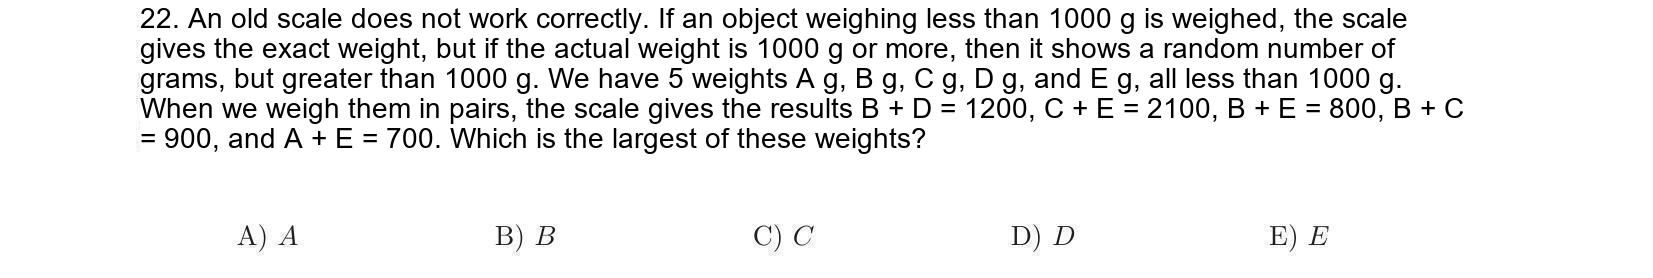 22. An old scale does not work correctly. If an object weighing less than 1000 g is weighed, the scale
gives the exact weight, but if the actual weight is 1000 g or more, then it shows a random number of
grams, but greater than 1000 g. We have 5 weights A g, B g, C g, D g, and E g, all less than 1000 g.
When we weigh them in pairs, the scale gives the results B + D = 1200, C + E = 2100, B + E = 800, B + C
= 900, and A + E = 700. Which is the largest of these weights?
A) A B) B C) C D) D E) E